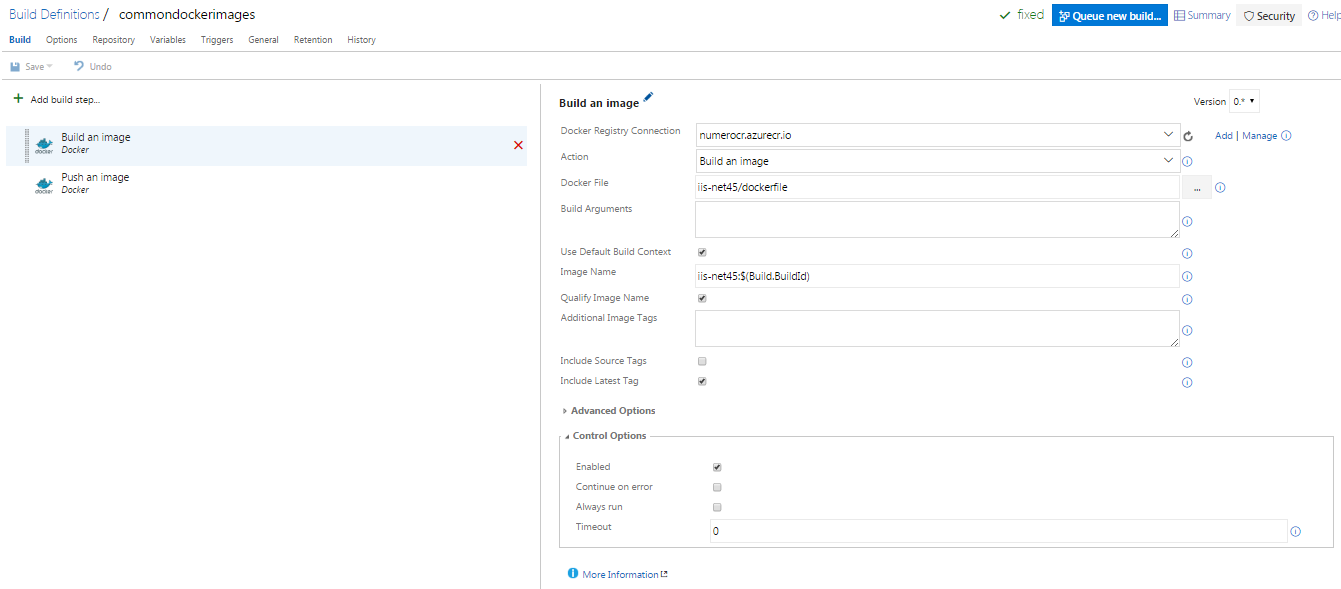 Build Definitions / commondockerimages
fixed
Queue new build...
Summary
Security
Help
Build Options Repository Variables Triggers General Retention History
Save Undo
Add build step...
Build an image
docker Docker
Push an image
docker Docker
Build an image
Version 0.*
Docker Registry Connection numerocr.azurecr.io Add | Manage
Action Build an image
Docker File iis-net45/dockerfile ...
Build Arguments
Use Default Build Context
Image Name iis-net45:$(Build.BuildId)
Qualify Image Name
Additional Image Tags
Include Source Tags
Include Latest Tag
Advanced Options
Control Options
Enabled
Continue on error
Always run
Timeout 0
More Information